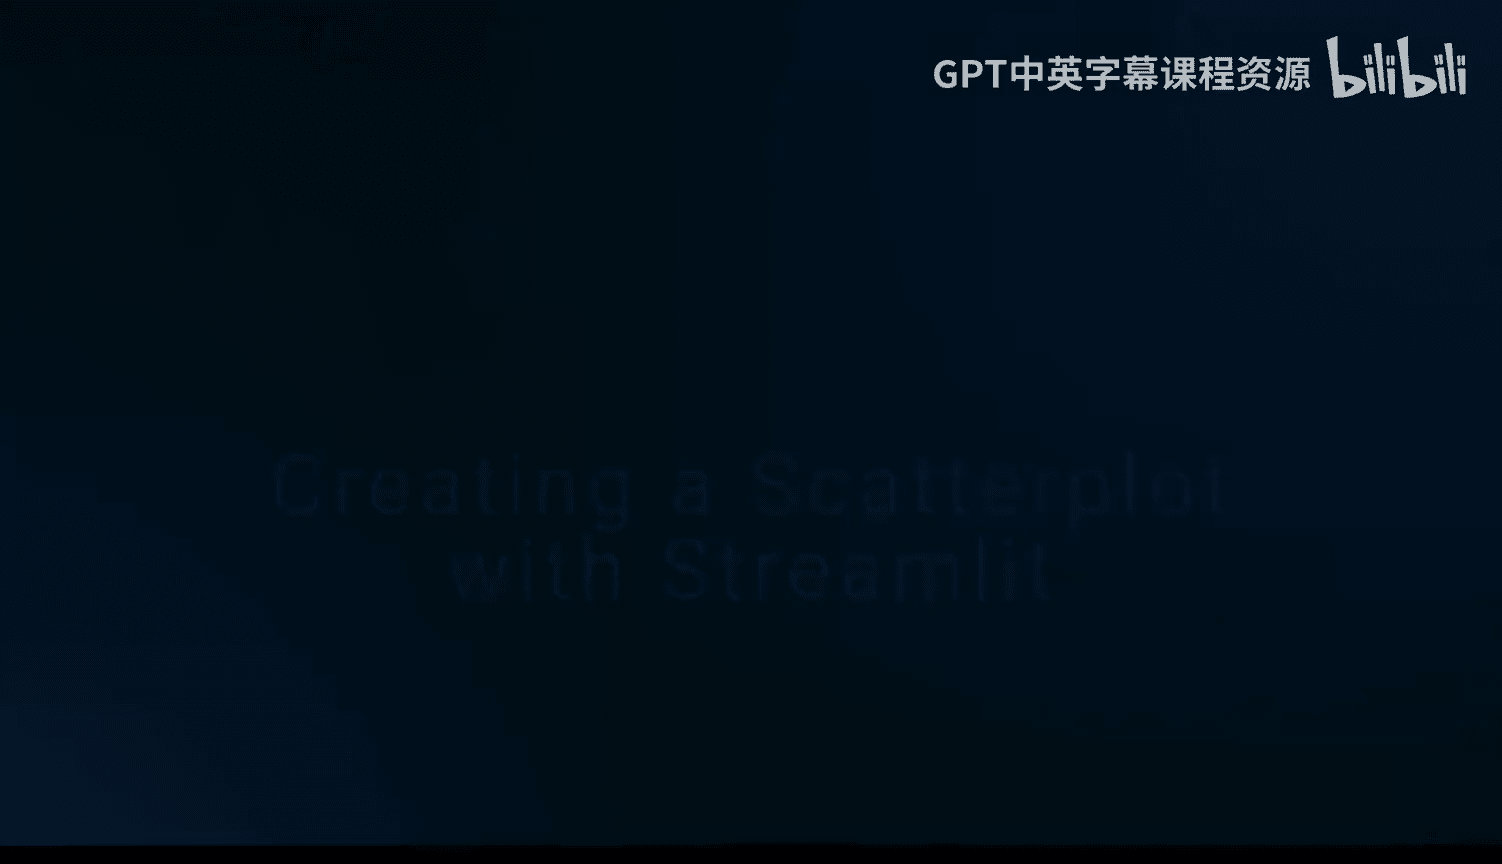 GPT中英字幕课程资源 bilibili
Creating a Scatterplot
with Streamlit